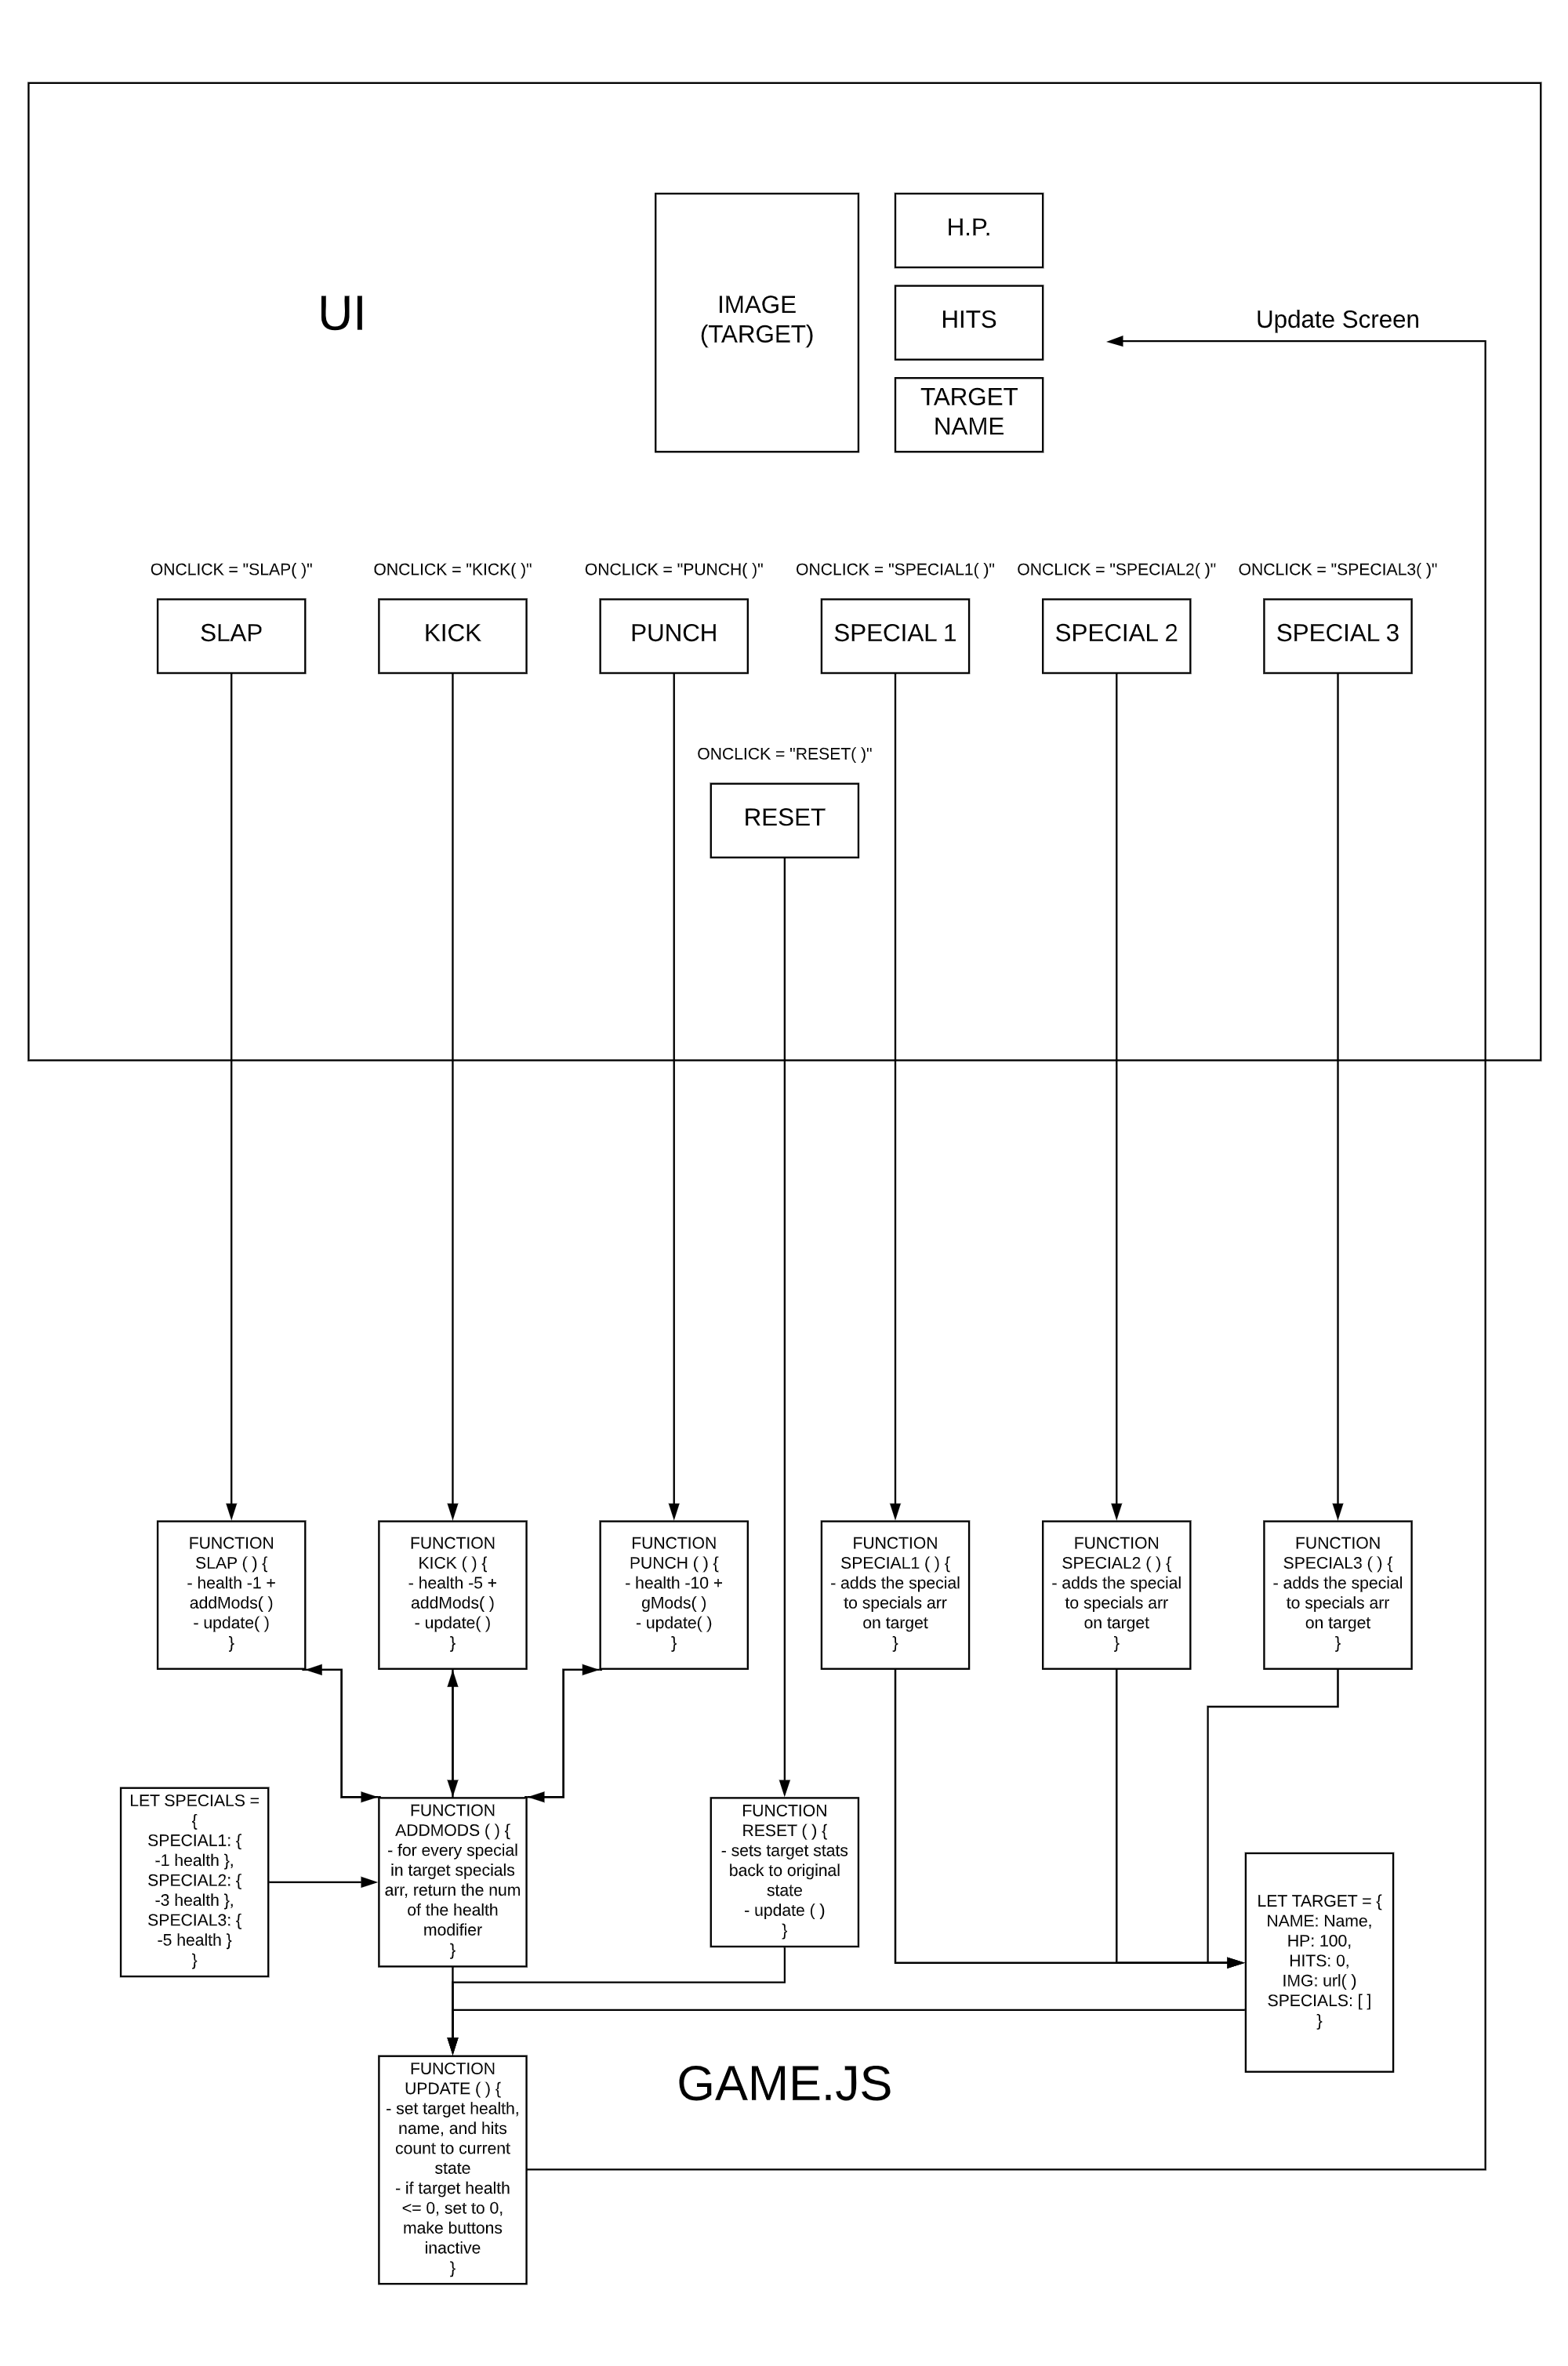 UI
IMAGE
(TARGET)
H.P.
HITS
TARGET
NAME
Update Screen
ONCLICK = "SLAP( )"
ONCLICK = "KICK( )"
ONCLICK = "PUNCH( )"
ONCLICK = "SPECIAL1( )"
ONCLICK = "SPECIAL2( )"
ONCLICK = "SPECIAL3( )"
SLAP
KICK
PUNCH
SPECIAL 1
SPECIAL 2
SPECIAL 3
ONCLICK = "RESET( )"
RESET
FUNCTION
SLAP ( ) {
- health -1 +
addMods( )
- update( )
}
FUNCTION
KICK ( ) {
- health -5 +
addMods( )
- update( )
}
FUNCTION
PUNCH ( ) {
- health -10 +
gMods( )
- update( )
}
FUNCTION
SPECIAL1 ( ) {
- adds the special
to specials arr
on target
}
FUNCTION
SPECIAL2 ( ) {
- adds the special
to specials arr
on target
}
FUNCTION
SPECIAL3 ( ) {
- adds the special
to specials arr
on target
}
LET SPECIALS =
{
SPECIAL1: {
-1 health },
SPECIAL2: {
-3 health },
SPECIAL3: {
-5 health }
}
FUNCTION
ADDMODS ( ) {
- for every special
in target specials
arr, return the num
of the health
modifier
}
FUNCTION
RESET ( ) {
- sets target stats
back to original
state
- update ( )
}
LET TARGET = {
NAME: Name,
HP: 100,
HITS: 0,
IMG: url( )
SPECIALS: [ ]
}
GAME.JS
FUNCTION
UPDATE ( ) {
- set target health,
name, and hits
count to current
state
- if target health
<= 0, set to 0,
make buttons
inactive
}